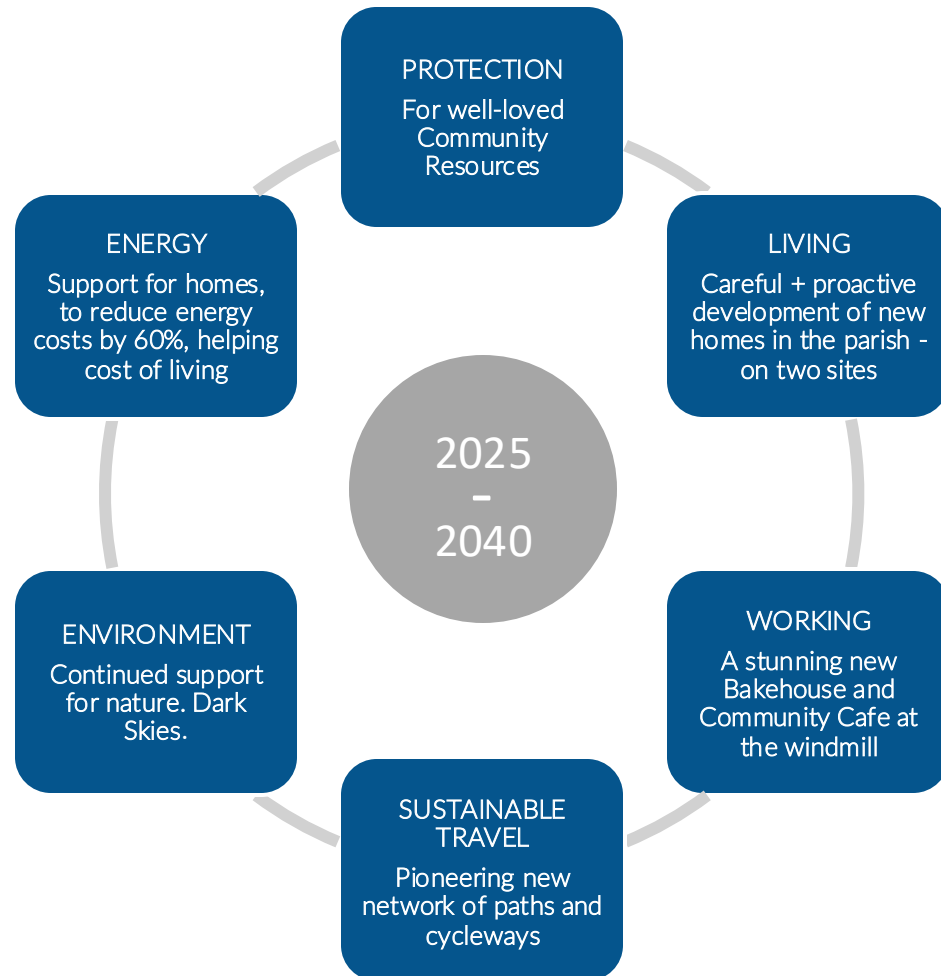 PROTECTION
For well-loved
Community
Resources
LIVING
Careful + proactive
development of new
homes in the parish -
on two sites
WORKING
A stunning new
Bakehouse and
Community Cafe at
the windmill
SUSTAINABLE
TRAVEL
Pioneering new
network of paths and
cycleways
ENVIRONMENT
Continued support
for nature. Dark
Skies.
ENERGY
Support for homes,
to reduce energy
costs by 60%, helping
cost of living
2025
–
2040